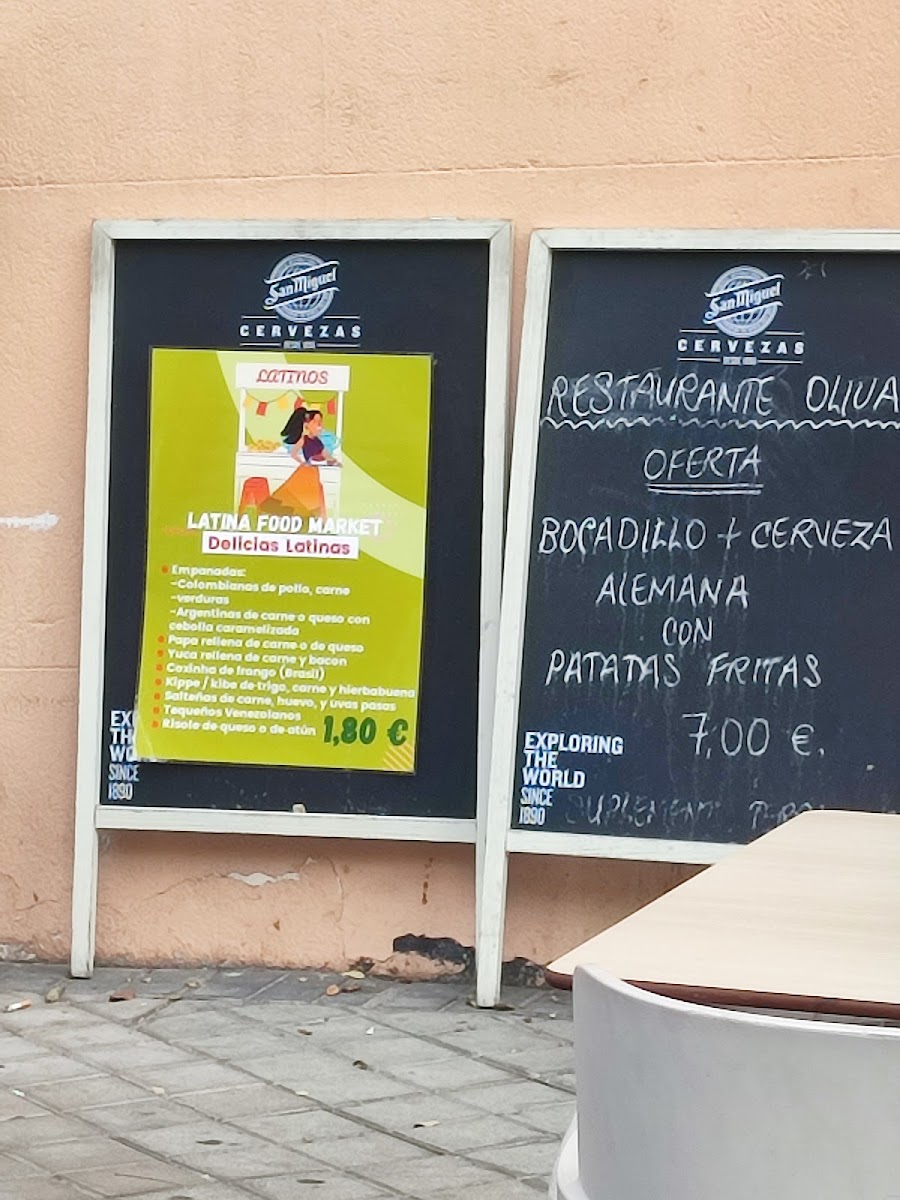 San Miguel
CERVEZAS
LATINOS
LATINA FOOD MARKET
Delicias Latinas
Empanadas:
-Colombianas de pollo, carne
-verduras
-Argentinas de carne o queso con
cebolla caramelizada
Papa rellena de carne o de queso
Yuca rellena de carne y bacon
Coxinha de frango (Brasil)
Kippe / kibe de trigo, carne y hierbabuena
Salteñas de carne, huevo, y uvas pasas
Tequeños Venezolanos
Risole de queso o de atún
1,80 €
EX
TH
WO
SINCE
1890
San Miguel
CERVEZAS
RESTAURANTE OLIVA
OFERTA
BOCADILLO + CERVEZA
ALEMANA
CON
PATATAS FRITAS
7,00 €.
EXPLORING
THE
WORLD
SINCE
1890